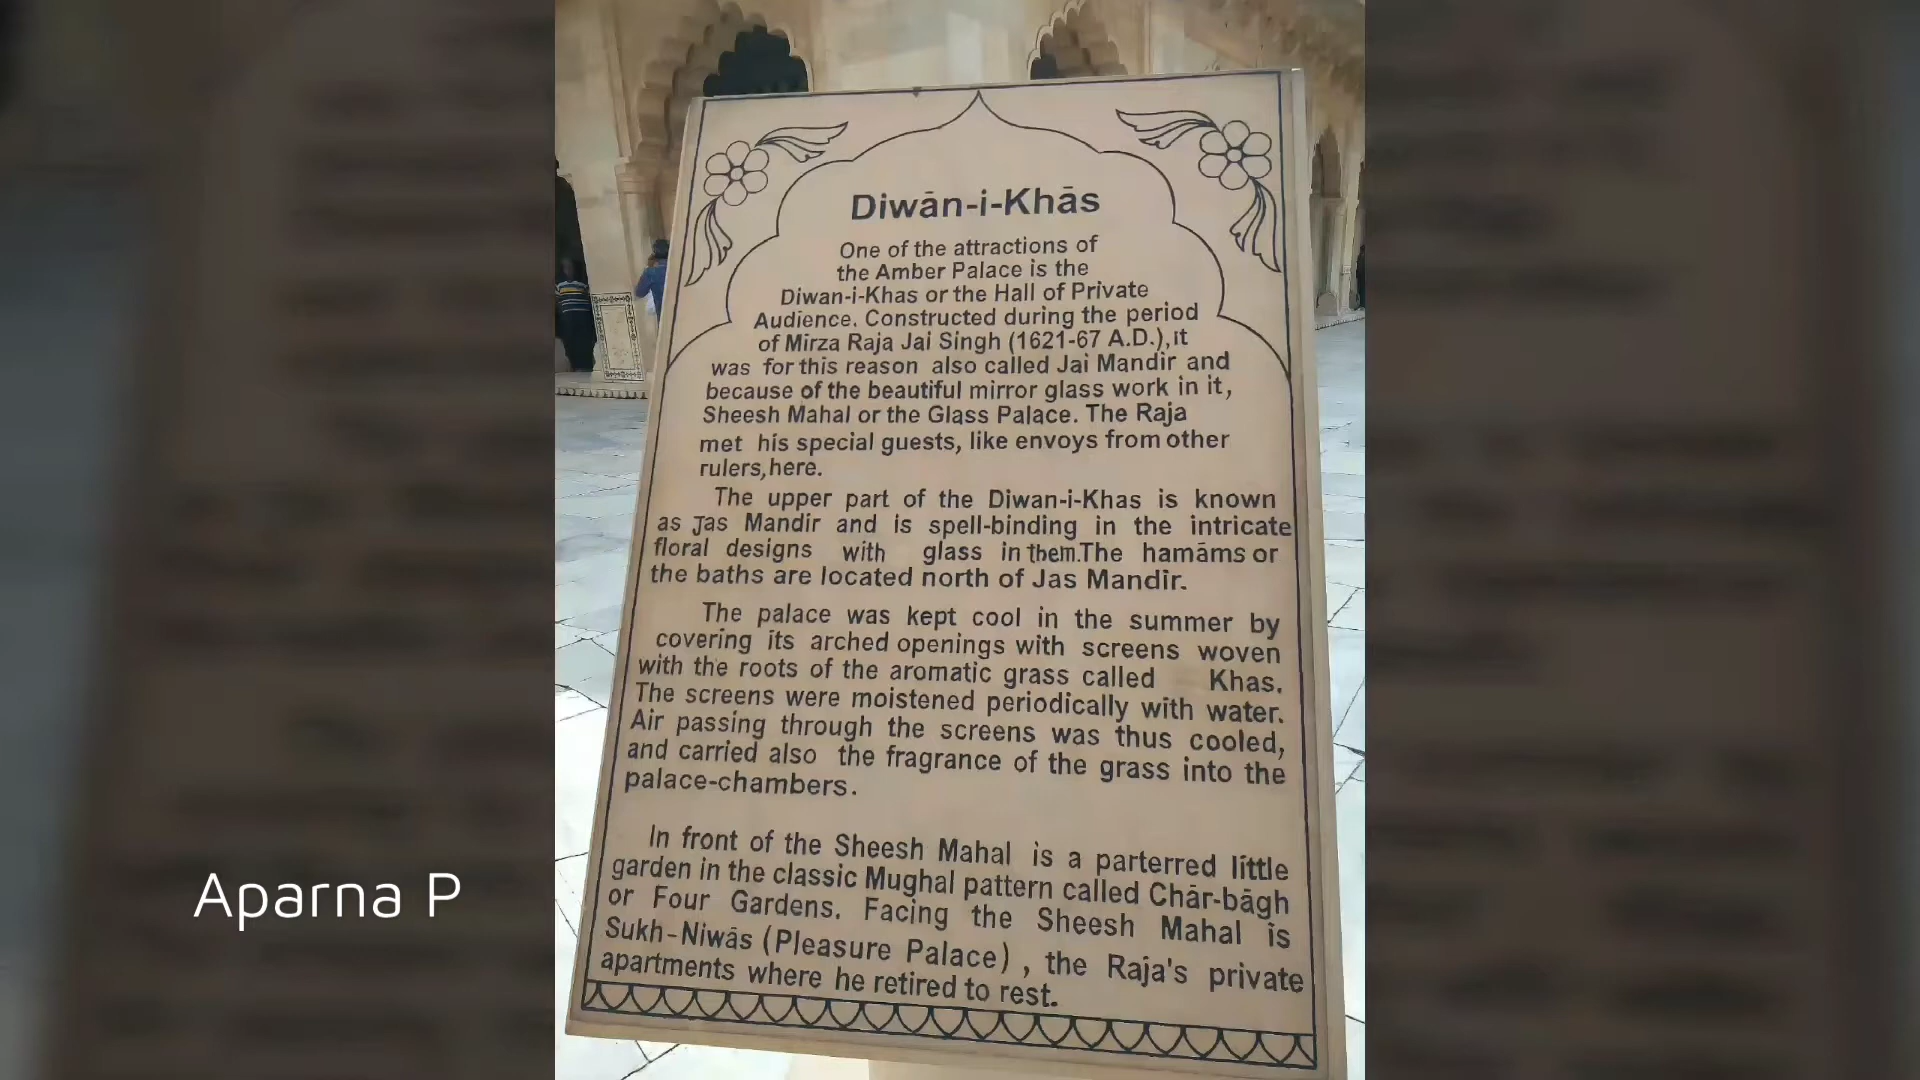 Diwān-i-Khās
One of the attractions of
the Amber Palace is the
Diwan-i-Khas or the Hall of Private
Audience. Constructed during the period
of Mirza Raja Jai Singh (1621-67 A.D.),it
was for this reason also called Jai Mandir and
because of the beautiful mirror glass work in it,
Sheesh Mahal or the Glass Palace. The Raja
met his special guests, like envoys from other
rulers,here.
The upper part of the Diwan-i-Khas is known
as Jas Mandir and is spell-binding in the intricate
floral designs with glass in them.The hamāms or
the baths are located north of Jas Mandir.
The palace was kept cool in the summer by
covering its arched openings with screens woven
with the roots of the aromatic grass called Khas.
The screens were moistened periodically with water.
Air passing through the screens was thus cooled,
and carried also the fragrance of the grass into the
palace-chambers.
In front of the Sheesh Mahal is a parterred little
garden in the classic Mughal pattern called Chār-bāgh
or Four Gardens. Facing the Sheesh Mahal is
Sukh-Niwās (Pleasure Palace) , the Raja's private
apartments where he retired to rest.
Aparna P